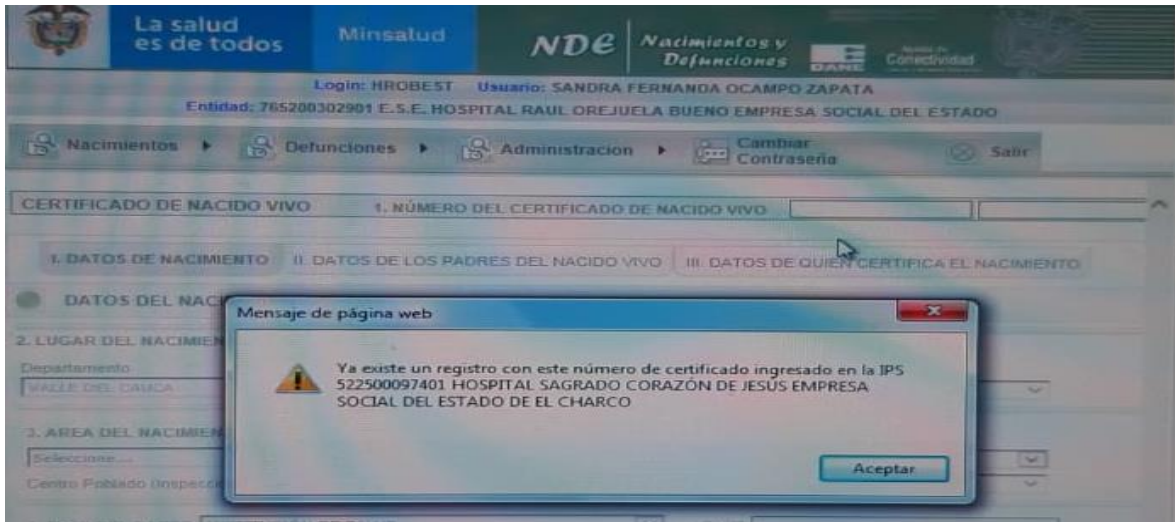 La salud
es de todos
Minsalud
NDE
Nacimientos y
Defunciones
DANE
Conectividad
Login: HROBEST Usuario: SANDRA FERNANDA OCAMPO ZAPATA
Entidad: 765200302901 E.S.E. HOSPITAL RAUL OREJUELA BUENO EMPRESA SOCIAL DEL ESTADO
Nacimientos Defunciones Administracion Cambiar Contraseña Salir
CERTIFICADO DE NACIDO VIVO 1. NÚMERO DEL CERTIFICADO DE NACIDO VIVO
I. DATOS DE NACIMIENTO II. DATOS DE LOS PADRES DEL NACIDO VIVO III. DATOS DE QUIEN CERTIFICA EL NACIMIENTO
DATOS DEL NAC
Mensaje de página web
2. LUGAR DEL NACIMIEN
Departamento
VALLE DEL CAUCA
Ya existe un registro con este número de certificado ingresado en la IPS
522500097401 HOSPITAL SAGRADO CORAZÓN DE JESÚS EMPRESA
SOCIAL DEL ESTADO DE EL CHARCO
3. AREA DEL NACIMIEN
Seleccione...
Centro Poblado (Inspecc
Aceptar